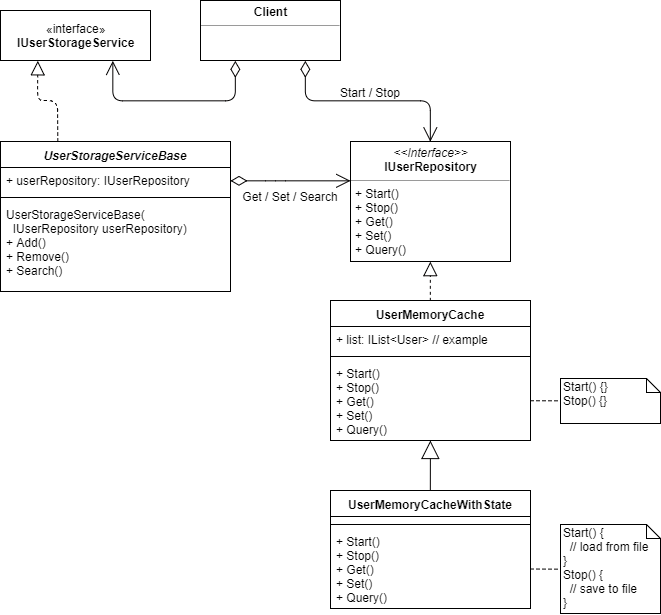 «interface»
IUserStorageService
Client
Start / Stop
UserStorageServiceBase
+ userRepository: IUserRepository
UserStorageServiceBase(
IUserRepository userRepository)
+ Add()
+ Remove()
+ Search()
Get / Set / Search
<<Interface>>
IUserRepository
+ Start()
+ Stop()
+ Get()
+ Set()
+ Query()
UserMemoryCache
+ list: IList<User> // example
+ Start()
+ Stop()
+ Get()
+ Set()
+ Query()
Start() {}
Stop() {}
UserMemoryCacheWithState
+ Start()
+ Stop()
+ Get()
+ Set()
+ Query()
Start() {
// load from file
}
Stop() {
// save to file
}